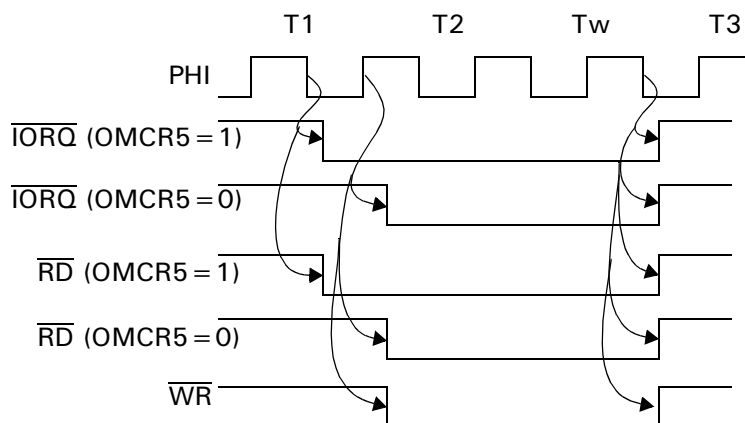 T1 T2 Tw T3
PHI
IORQ (OMCR5 = 1)
IORQ (OMCR5 = 0)
RD (OMCR5 = 1)
RD (OMCR5 = 0)
WR